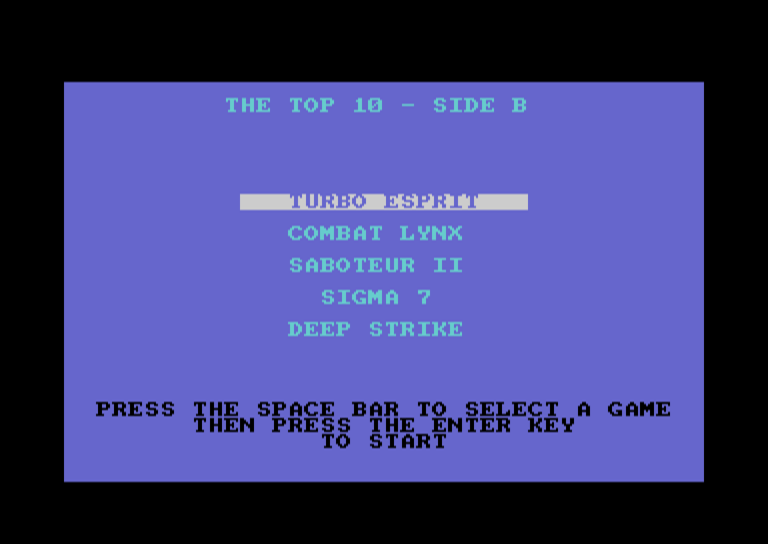 THE TOP 10 - SIDE B
TURBO ESPRIT
COMBAT LYNX
SABOTEUR II
SIGMA 7
DEEP STRIKE
PRESS THE SPACE BAR TO SELECT A GAME
THEN PRESS THE ENTER KEY
TO START